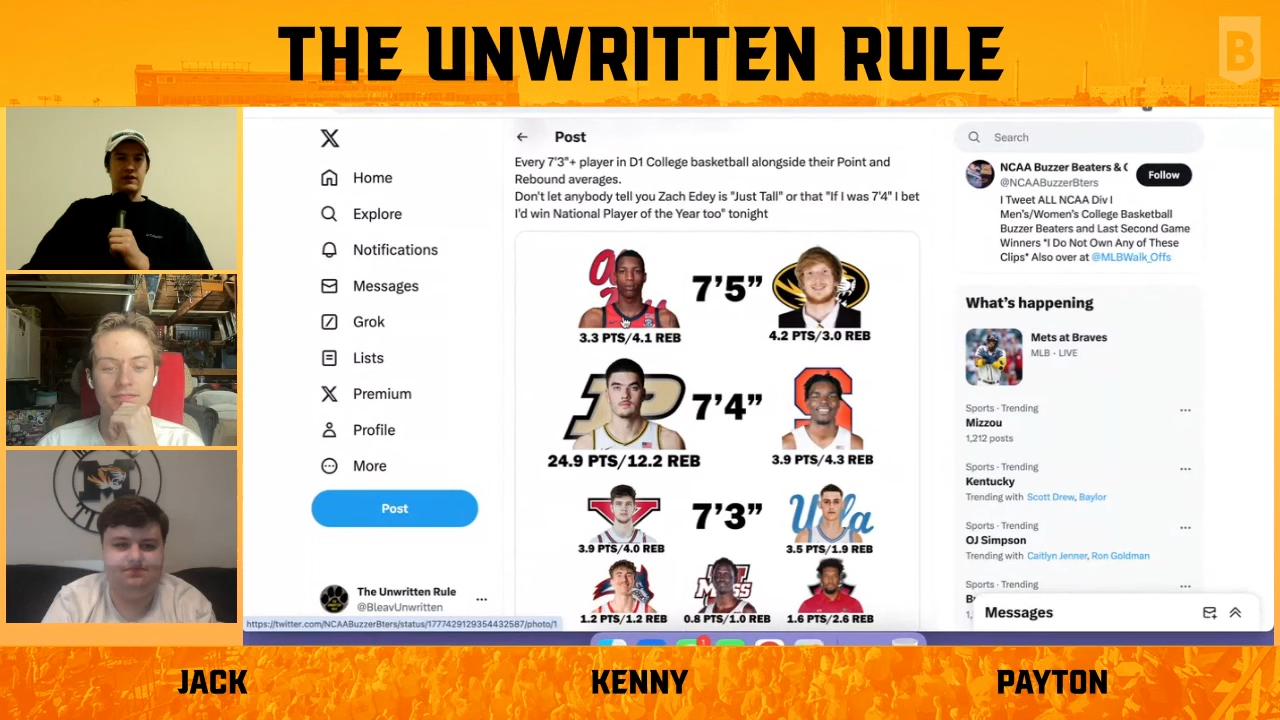 THE UNWRITTEN RULE
B
Post
Every 7'3"+ player in D1 College basketball alongside their Point and
Rebound averages.
Don't let anybody tell you Zach Edey is "Just Tall" or that "If I was 7'4" I bet
I'd win National Player of the Year too" tonight
7’5”
3.3 PTS/4.1 REB
4.2 PTS/3.0 REB
7’4”
24.9 PTS/12.2 REB
3.9 PTS/4.3 REB
7’3”
3.9 PTS/4.0 REB
3.5 PTS/1.9 REB
1.2 PTS/1.2 REB
0.8 PTS/1.0 REB
1.6 PTS/2.6 REB
X
Home
Explore
Notifications
Messages
Grok
Lists
Premium
Profile
More
Post
The Unwritten Rule
@BleavUnwritten
https://twitter.com/NCAABuzzerBters/status/1777429129354432587/photo/1
Search
NCAA Buzzer Beaters &
@NCAABuzzerBters
Follow
I Tweet ALL NCAA Div I
Men’s/Women’s College Basketball
Buzzer Beaters and Last Second Game
Winners *I Do Not Own Any of These
Clips* Also over at @MLBWalk_Offs
What’s happening
Mets at Braves
MLB · LIVE
Sports · Trending
Mizzou
1,212 posts
Sports · Trending
Kentucky
Trending with Scott Drew, Baylor
Sports · Trending
OJ Simpson
Trending with Caitlyn Jenner, Ron Goldman
Sports · Trending
Messages
JACK
KENNY
PAYTON